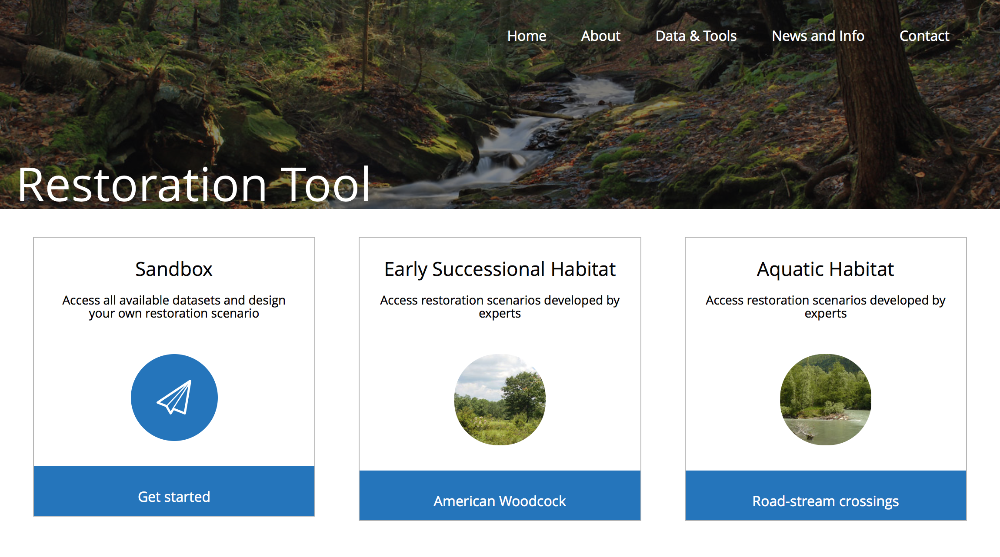 Home About Data & Tools News and Info Contact
Restoration Tool
Sandbox
Access all available datasets and design
your own restoration scenario
Get started
Early Successional Habitat
Access restoration scenarios developed by
experts
American Woodcock
Aquatic Habitat
Access restoration scenarios developed by
experts
Road-stream crossings